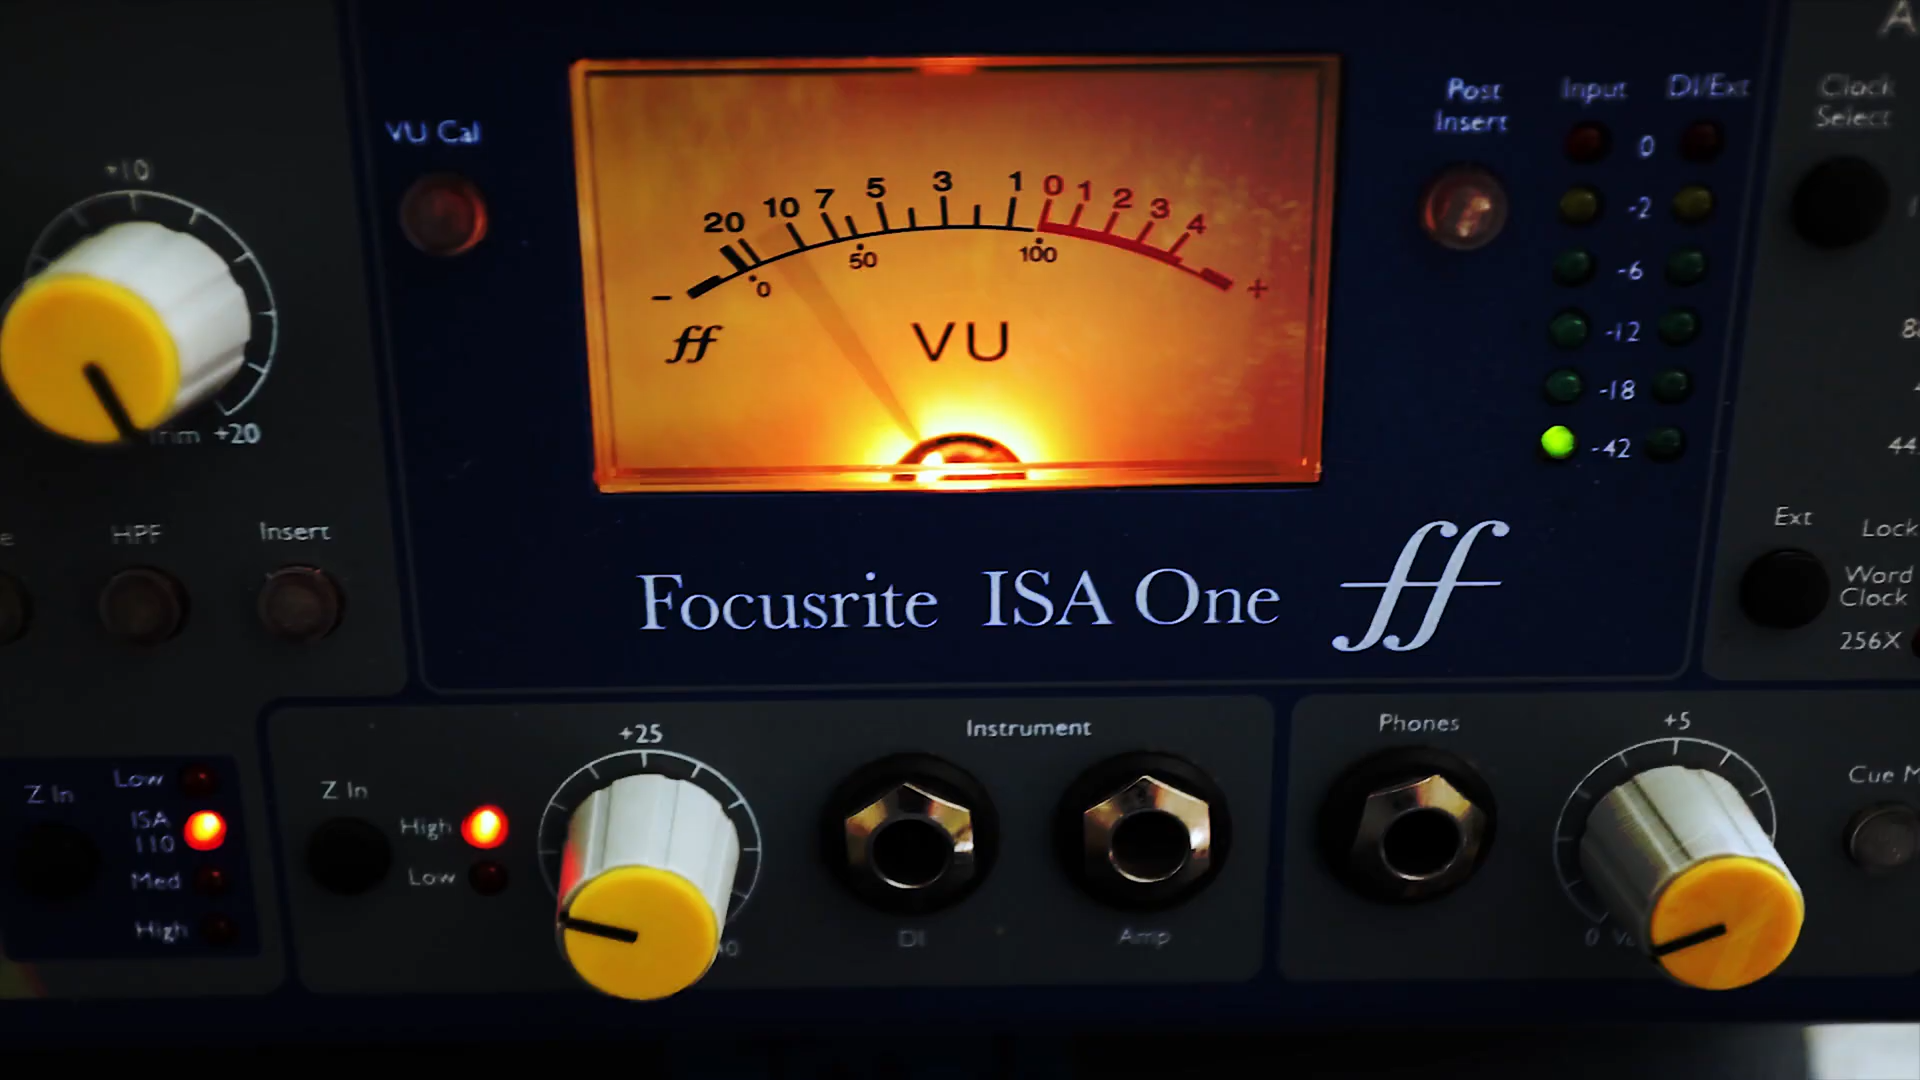 +10
Trim +20
HPF
Insert
VU Cal
20 10 7 5 3 1 0 1 2 3 4
0 50 100
- +
ff
VU
Post
Insert
Input
DI/Ext
0
-2
-6
-12
-18
-42
Focusrite ISA One ff
Clock
Select
44.
Ext
Lock
Word
Clock
256X
Z In
Low
ISA
110
Med
High
Z In
High
Low
+25
Instrument
DI
Amp
Phones
+5
0
Cue M